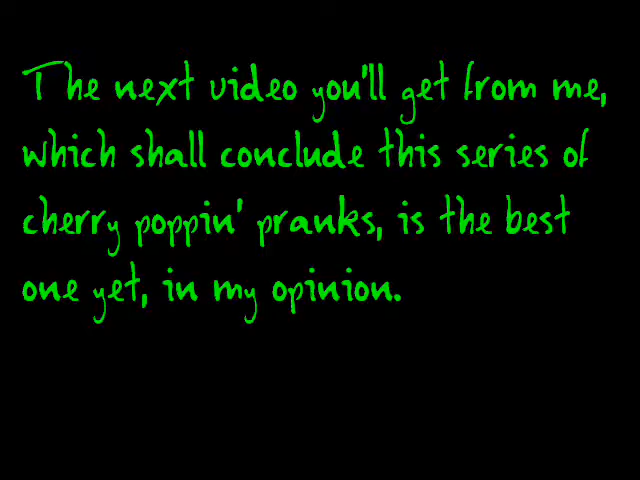 The next video you'll get from me,
which shall conclude this series of
cherry poppin' pranks, is the best
one yet, in my opinion.